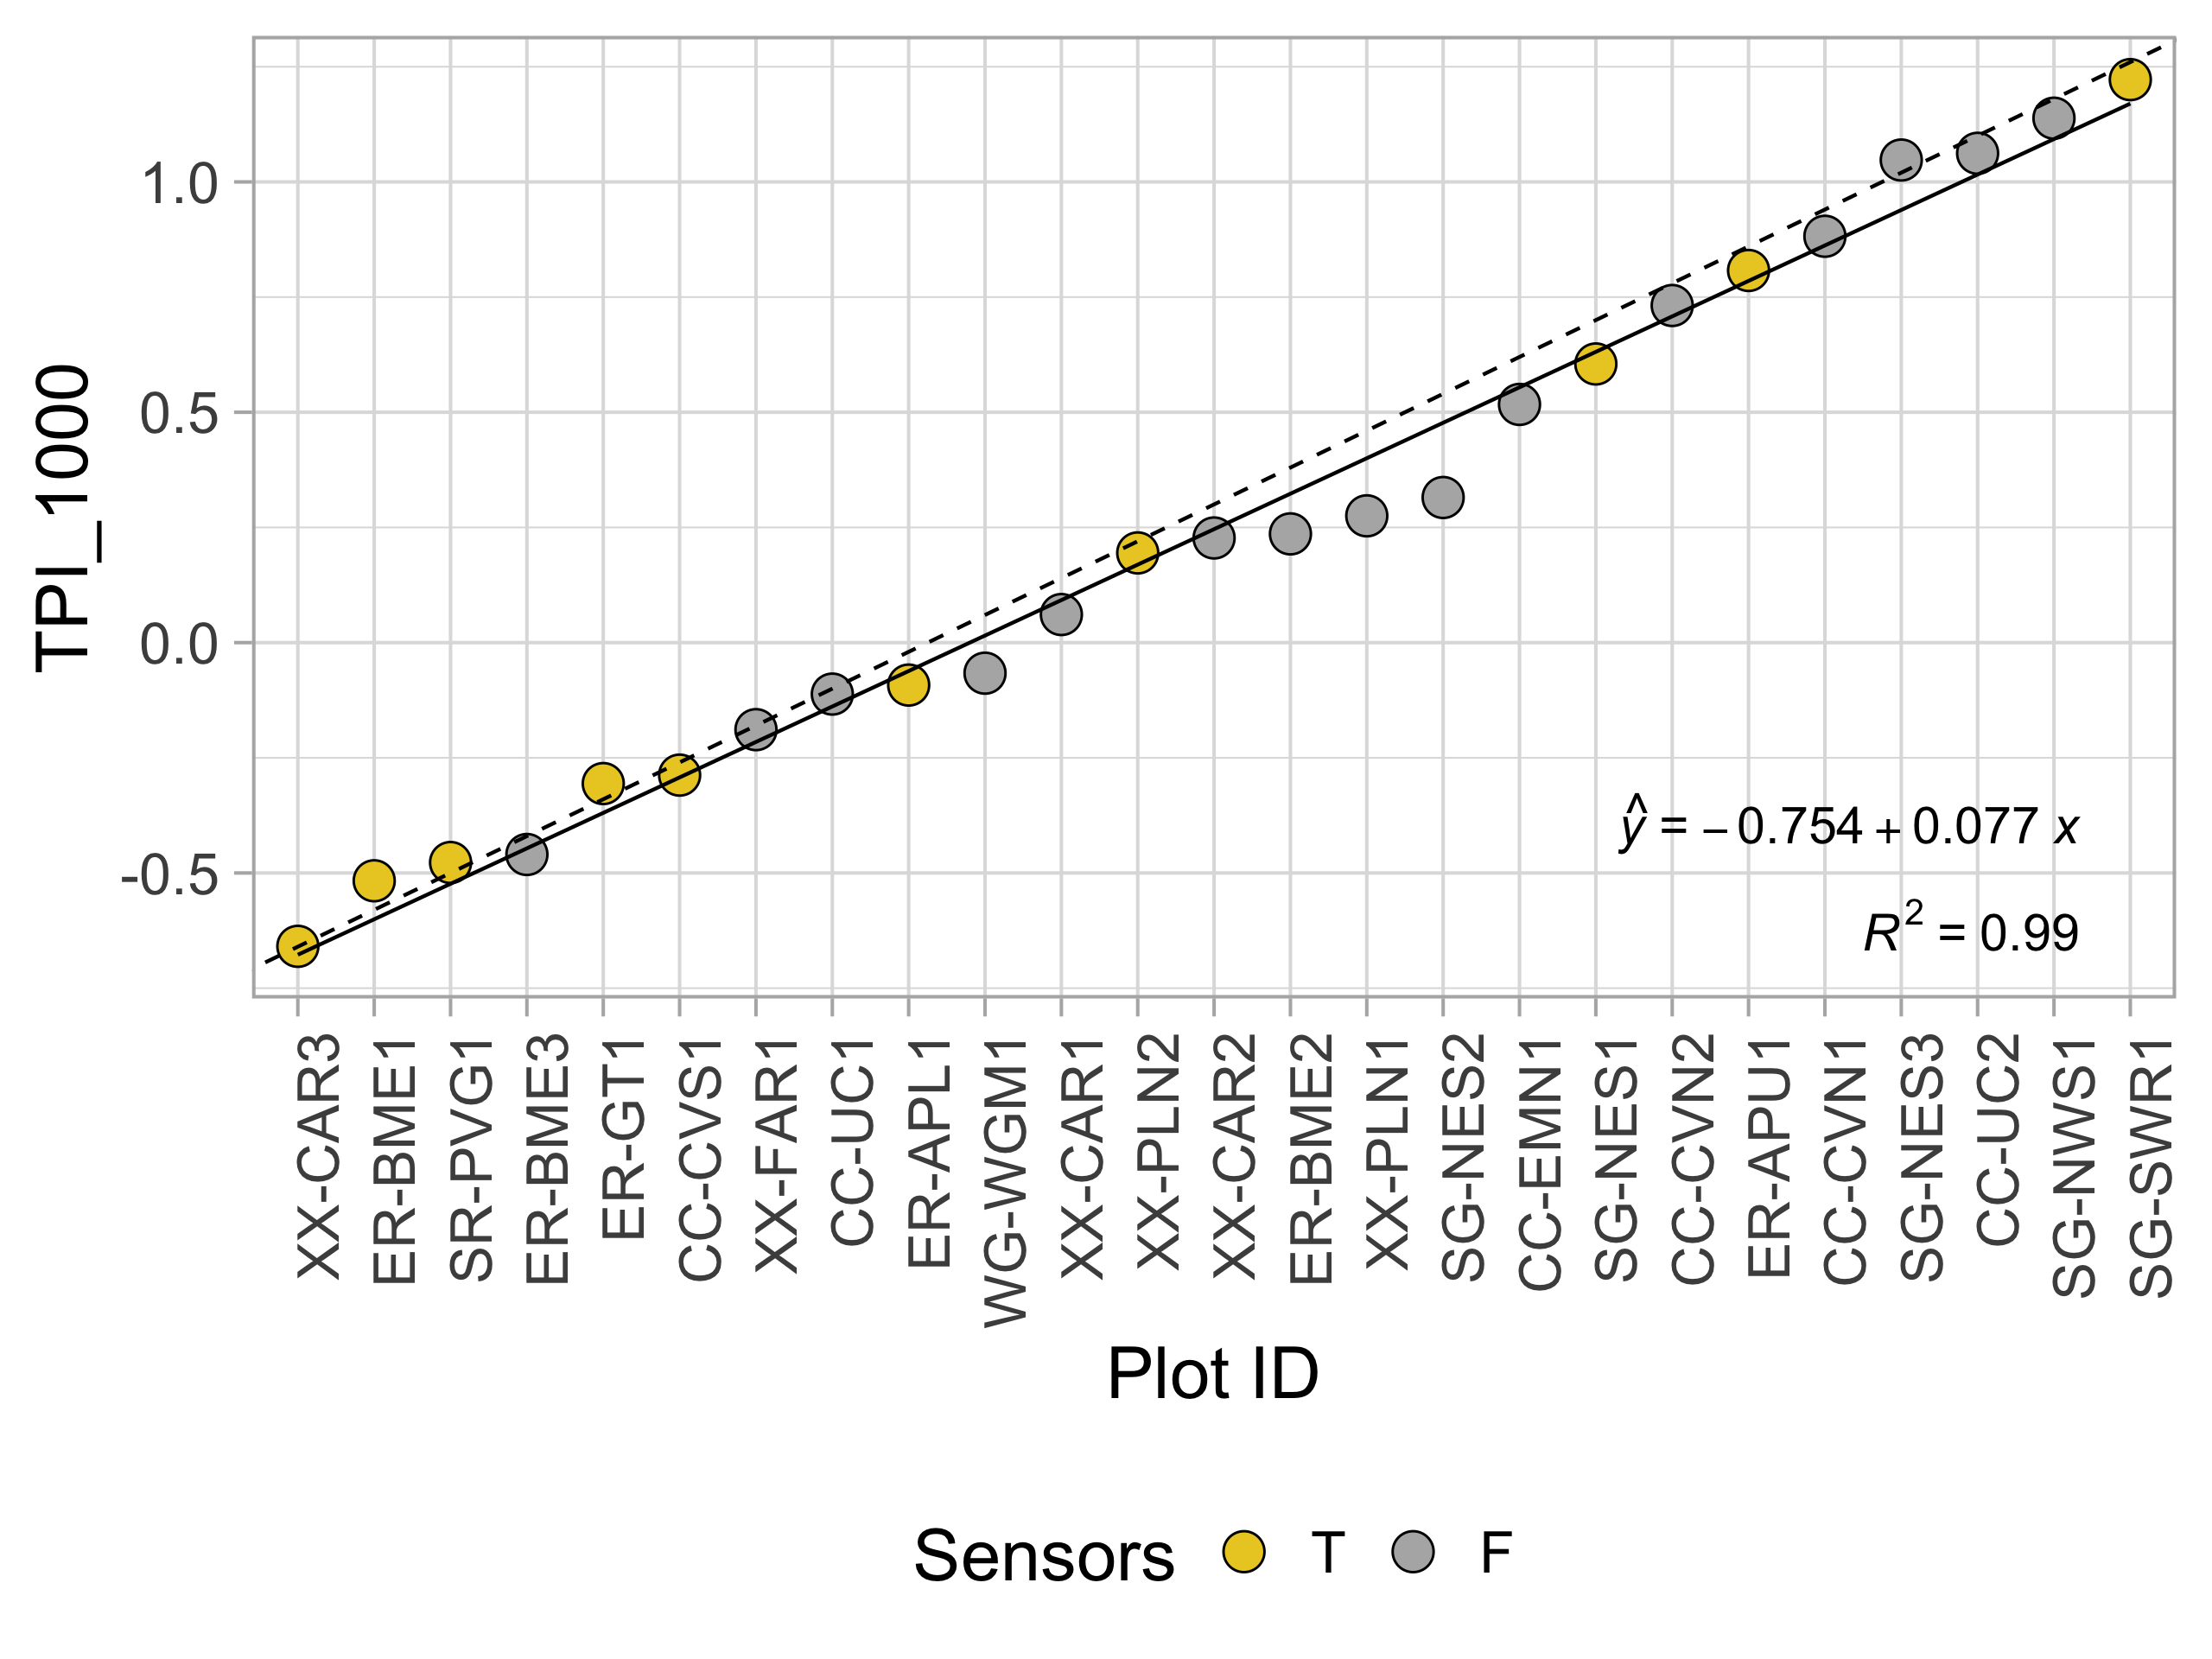 TPI_1000
1.0
0.5
0.0
-0.5
ŷ = − 0.754 + 0.077 x
R² = 0.99
XX-CAR3
ER-BME1
SR-PVG1
ER-BME3
ER-GT1
CC-CVS1
XX-FAR1
CC-UC1
ER-APL1
WG-WGM1
XX-CAR1
XX-PLN2
XX-CAR2
ER-BME2
XX-PLN1
SG-NES2
CC-EMN1
SG-NES1
CC-CVN2
ER-APU1
CC-CVN1
SG-NES3
CC-UC2
SG-NWS1
SG-SWR1
Plot ID
Sensors T F